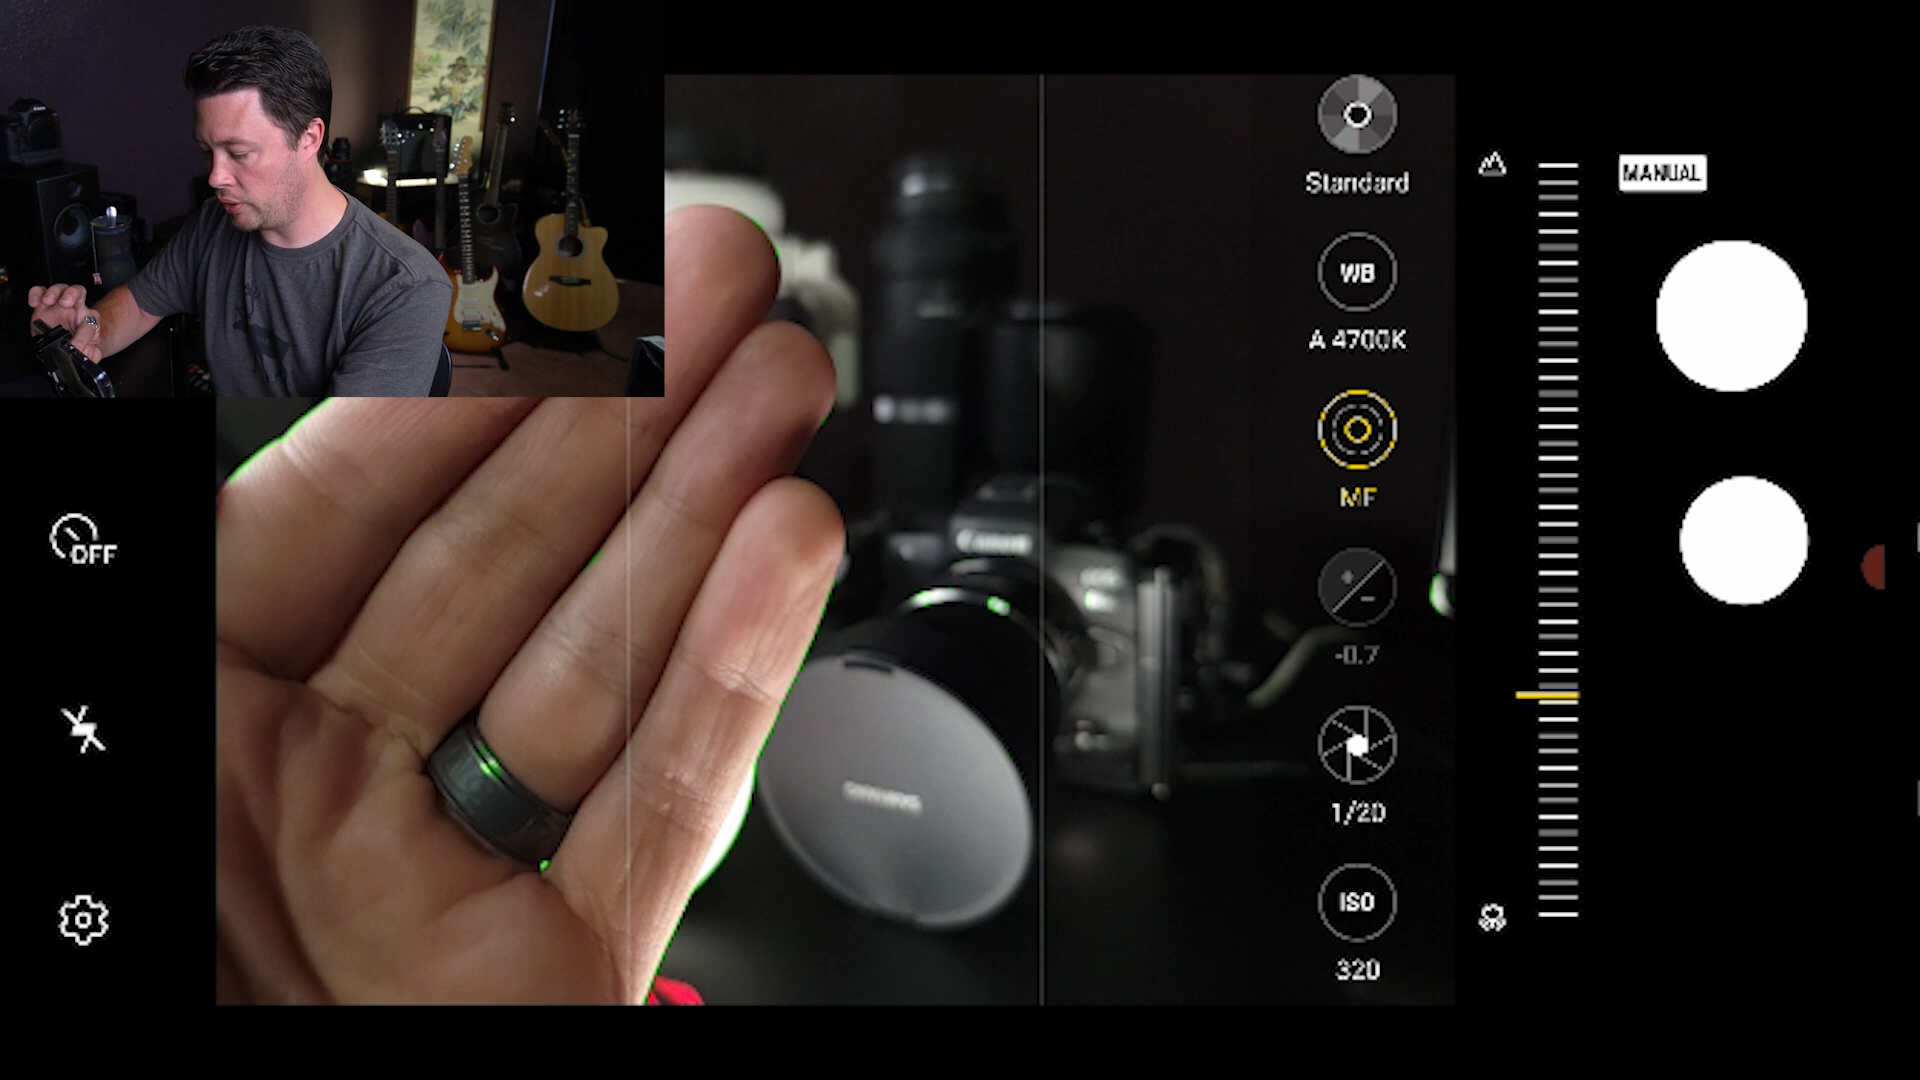 Standard
MANUAL
WB
A 4700K
MF
Canon
-0.7
OFF
1/20
ISO
320